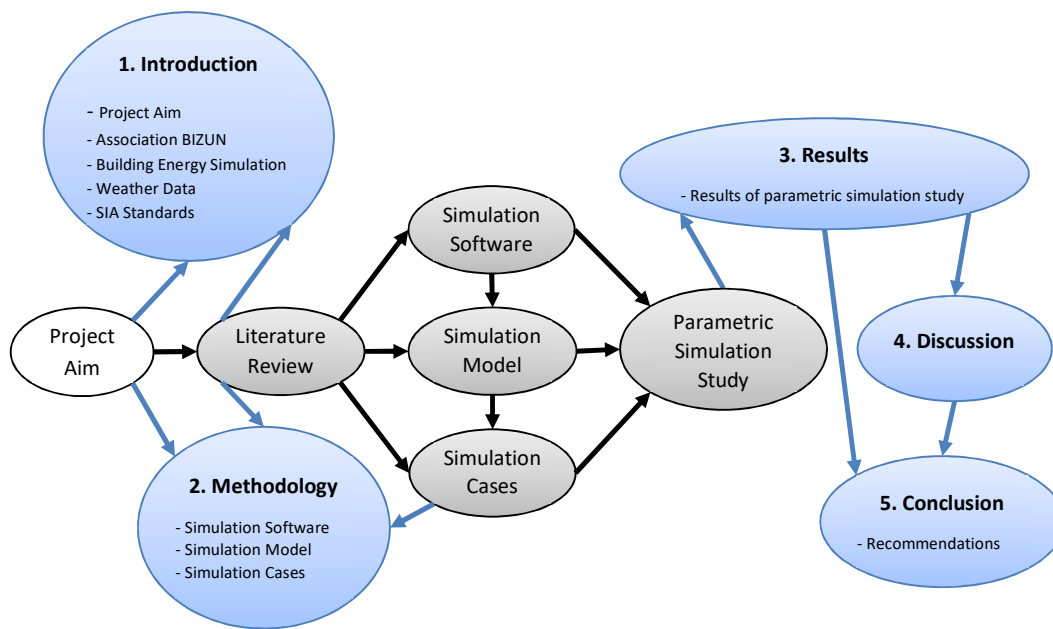 1. Introduction
- Project Aim
- Association BIZUN
- Building Energy Simulation
- Weather Data
- SIA Standards
Project
Aim
Literature
Review
Simulation
Software
Simulation
Model
Simulation
Cases
2. Methodology
- Simulation Software
- Simulation Model
- Simulation Cases
Parametric
Simulation
Study
3. Results
- Results of parametric simulation study
4. Discussion
5. Conclusion
- Recommendations